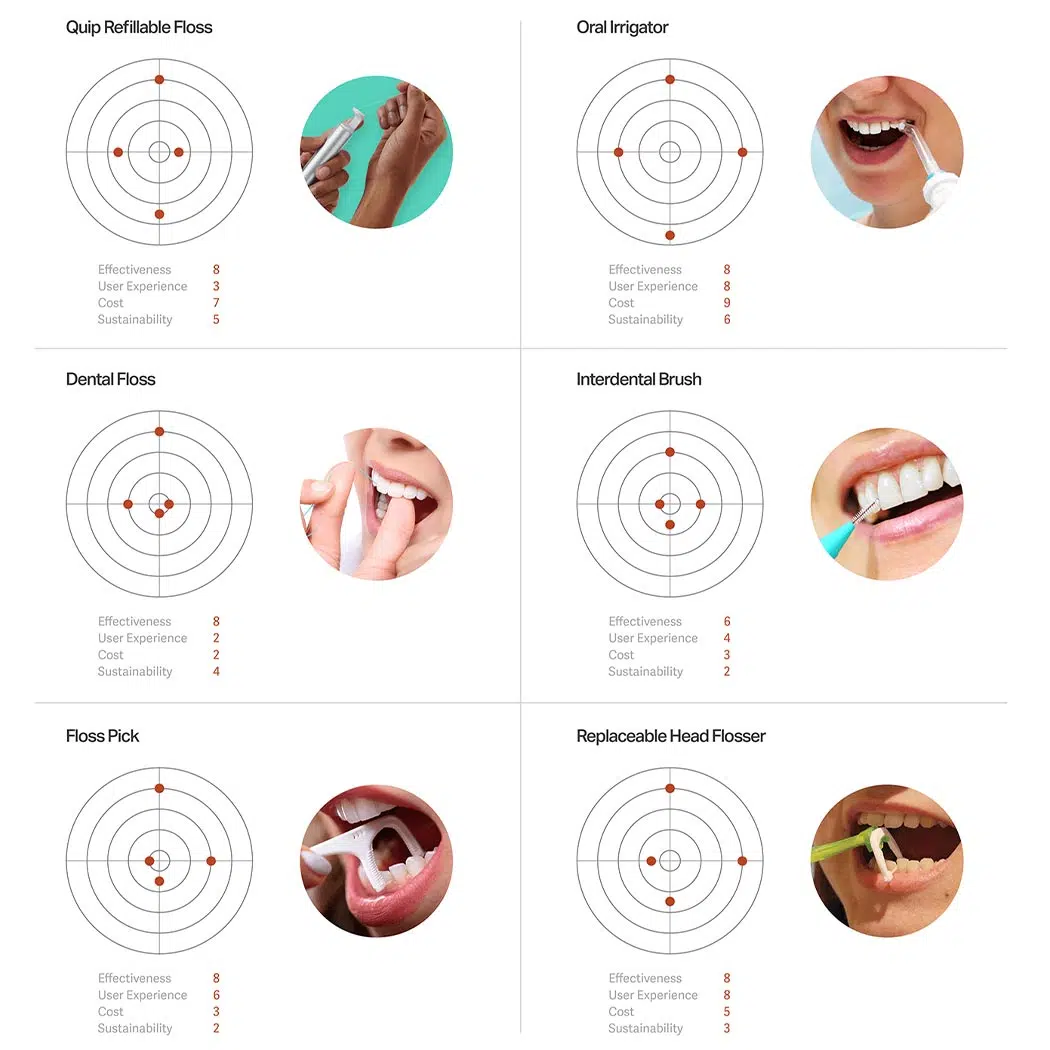 Quip Refillable Floss
Effectiveness 8
User Experience 3
Cost 7
Sustainability 5
Oral Irrigator
Effectiveness 8
User Experience 8
Cost 9
Sustainability 6
Dental Floss
Effectiveness 8
User Experience 2
Cost 2
Sustainability 4
Interdental Brush
Effectiveness 6
User Experience 4
Cost 3
Sustainability 2
Floss Pick
Effectiveness 8
User Experience 6
Cost 3
Sustainability 2
Replaceable Head Flosser
Effectiveness 8
User Experience 8
Cost 5
Sustainability 3